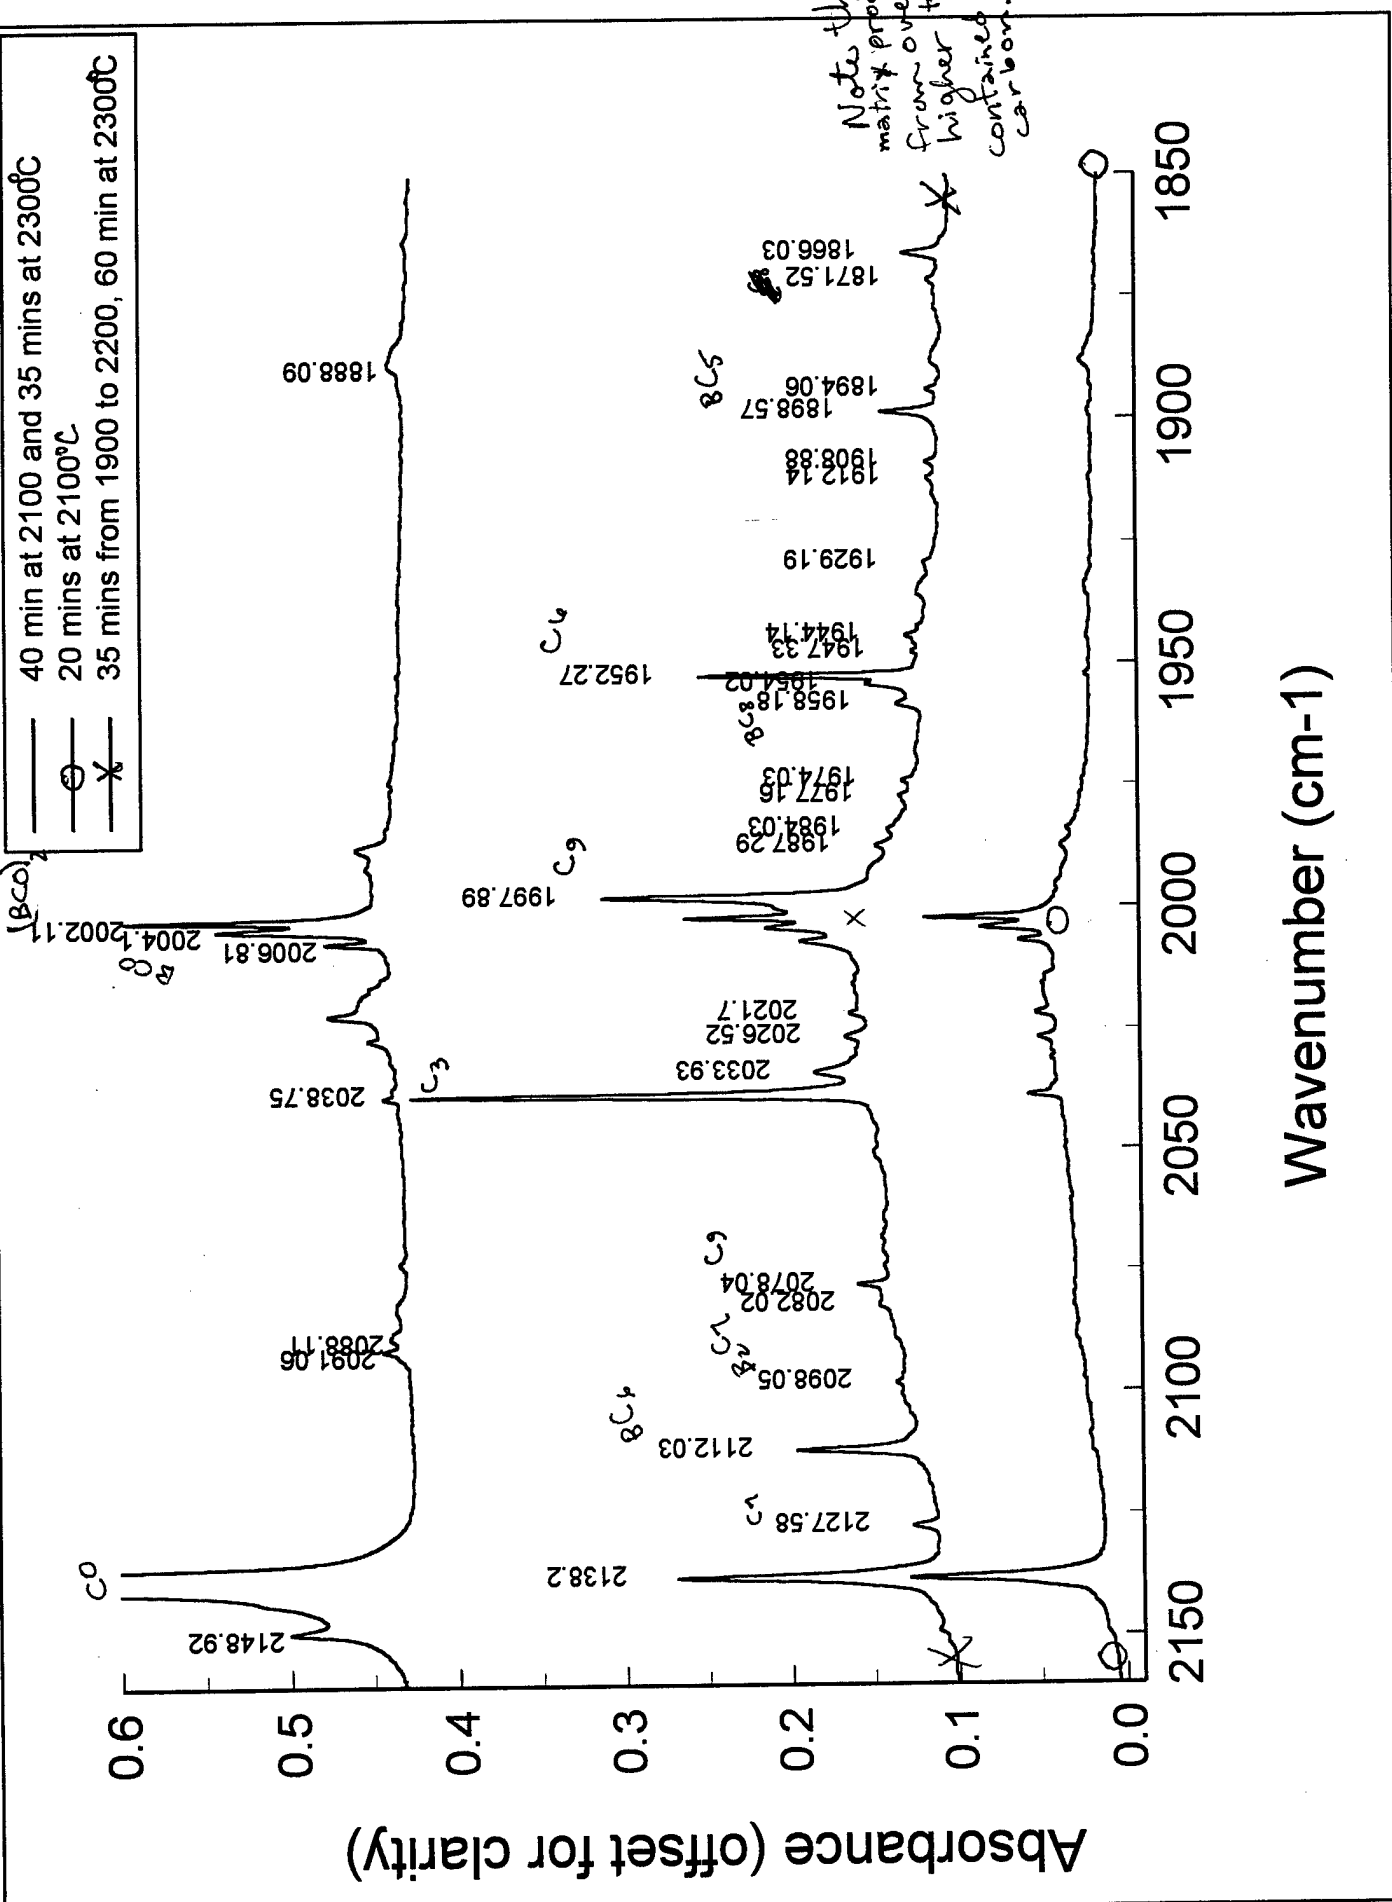 40 min at 2100 and 35 mins at 2300°C
20 mins at 2100°C
35 mins from 1900 to 2200, 60 min at 2300°C
Note
matrix
from
higher
contained
carbon.
CO
2148.92
2091.06
2088.11
2038.75
2006.81
2004.1
2002.11
(BCO)2
1888.09
2138.2
2127.58
2112.03
2098.05
2082.02
2078.04
C9
C3
2033.93
2026.52
2021.7
1997.89
C9
1987.29
1984.03
1977.16
1974.03
BC8
1958.18
1954.02
1952.27
C6
1947.33
1944.14
1929.19
1912.14
1908.88
1898.57
1894.06
BC5
1871.52
1866.03
0.6
0.5
0.4
0.3
0.2
0.1
0.0
Absorbance (offset for clarity)
2150
2100
2050
2000
1950
1900
1850
Wavenumber (cm-1)